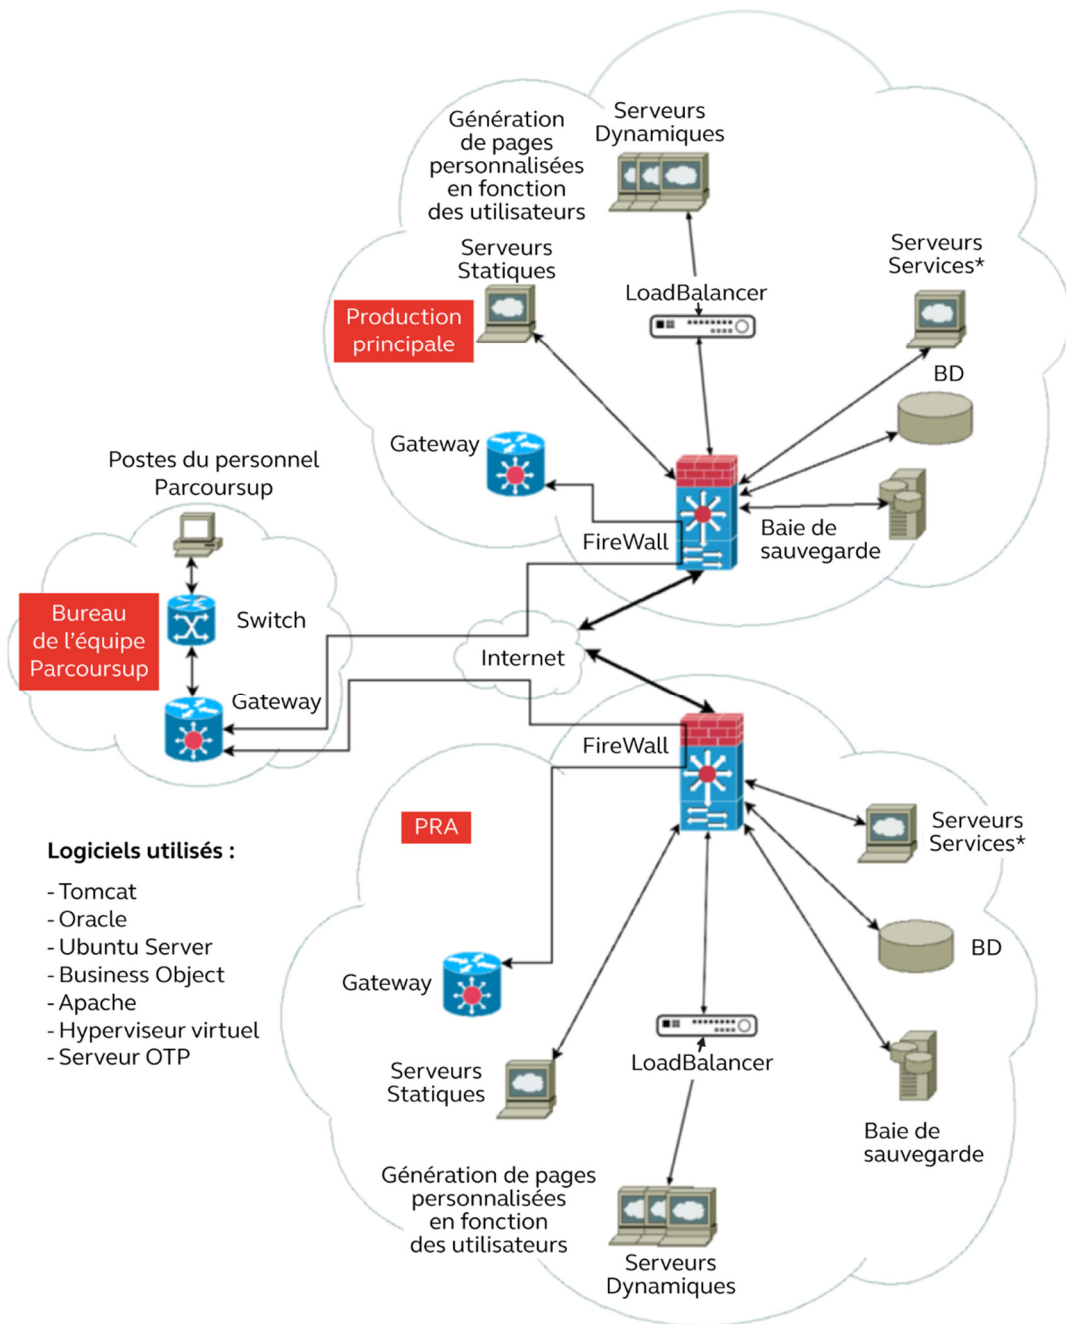 Génération
de pages
personnalisées
en fonction
des utilisateurs
Serveurs
Dynamiques
Serveurs
Statiques
LoadBalancer
Serveurs
Services*
Production
principale
BD
Gateway
Postes du personnel
Parcoursup
FireWall
Baie de
sauvegarde
Bureau
de l'équipe
Parcoursup
Switch
Internet
Gateway
FireWall
PRA
Serveurs
Services*
Logiciels utilisés :
- Tomcat
- Oracle
- Ubuntu Server
- Business Object
- Apache
- Hyperviseur virtuel
- Serveur OTP
BD
Gateway
LoadBalancer
Serveurs
Statiques
Baie de
sauvegarde
Génération de pages
personnalisées
en fonction
des utilisateurs
Serveurs
Dynamiques